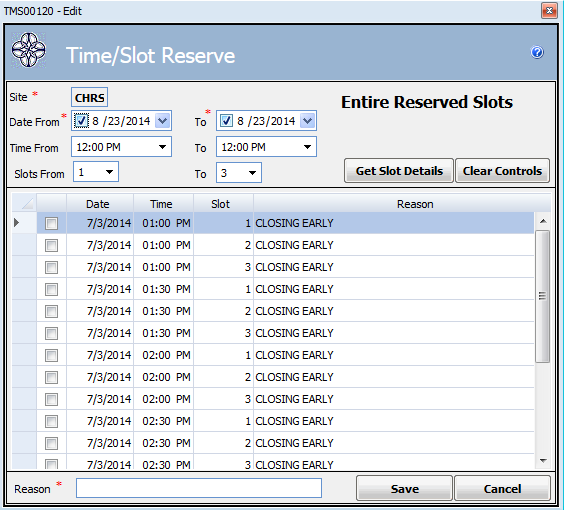 TMS00120 - Edit
Time/Slot Reserve
Site * CHRS
Entire Reserved Slots
Date From * 8 /23/2014 To * 8 /23/2014
Time From 12:00 PM To 12:00 PM
Slots From 1 To 3 Get Slot Details Clear Controls
Date Time Slot Reason
7/3/2014 01:00 PM 1 CLOSING EARLY
7/3/2014 01:00 PM 2 CLOSING EARLY
7/3/2014 01:00 PM 3 CLOSING EARLY
7/3/2014 01:30 PM 1 CLOSING EARLY
7/3/2014 01:30 PM 2 CLOSING EARLY
7/3/2014 01:30 PM 3 CLOSING EARLY
7/3/2014 02:00 PM 1 CLOSING EARLY
7/3/2014 02:00 PM 2 CLOSING EARLY
7/3/2014 02:00 PM 3 CLOSING EARLY
7/3/2014 02:30 PM 1 CLOSING EARLY
7/3/2014 02:30 PM 2 CLOSING EARLY
7/3/2014 02:30 PM 3 CLOSING EARLY
Reason * Save Cancel